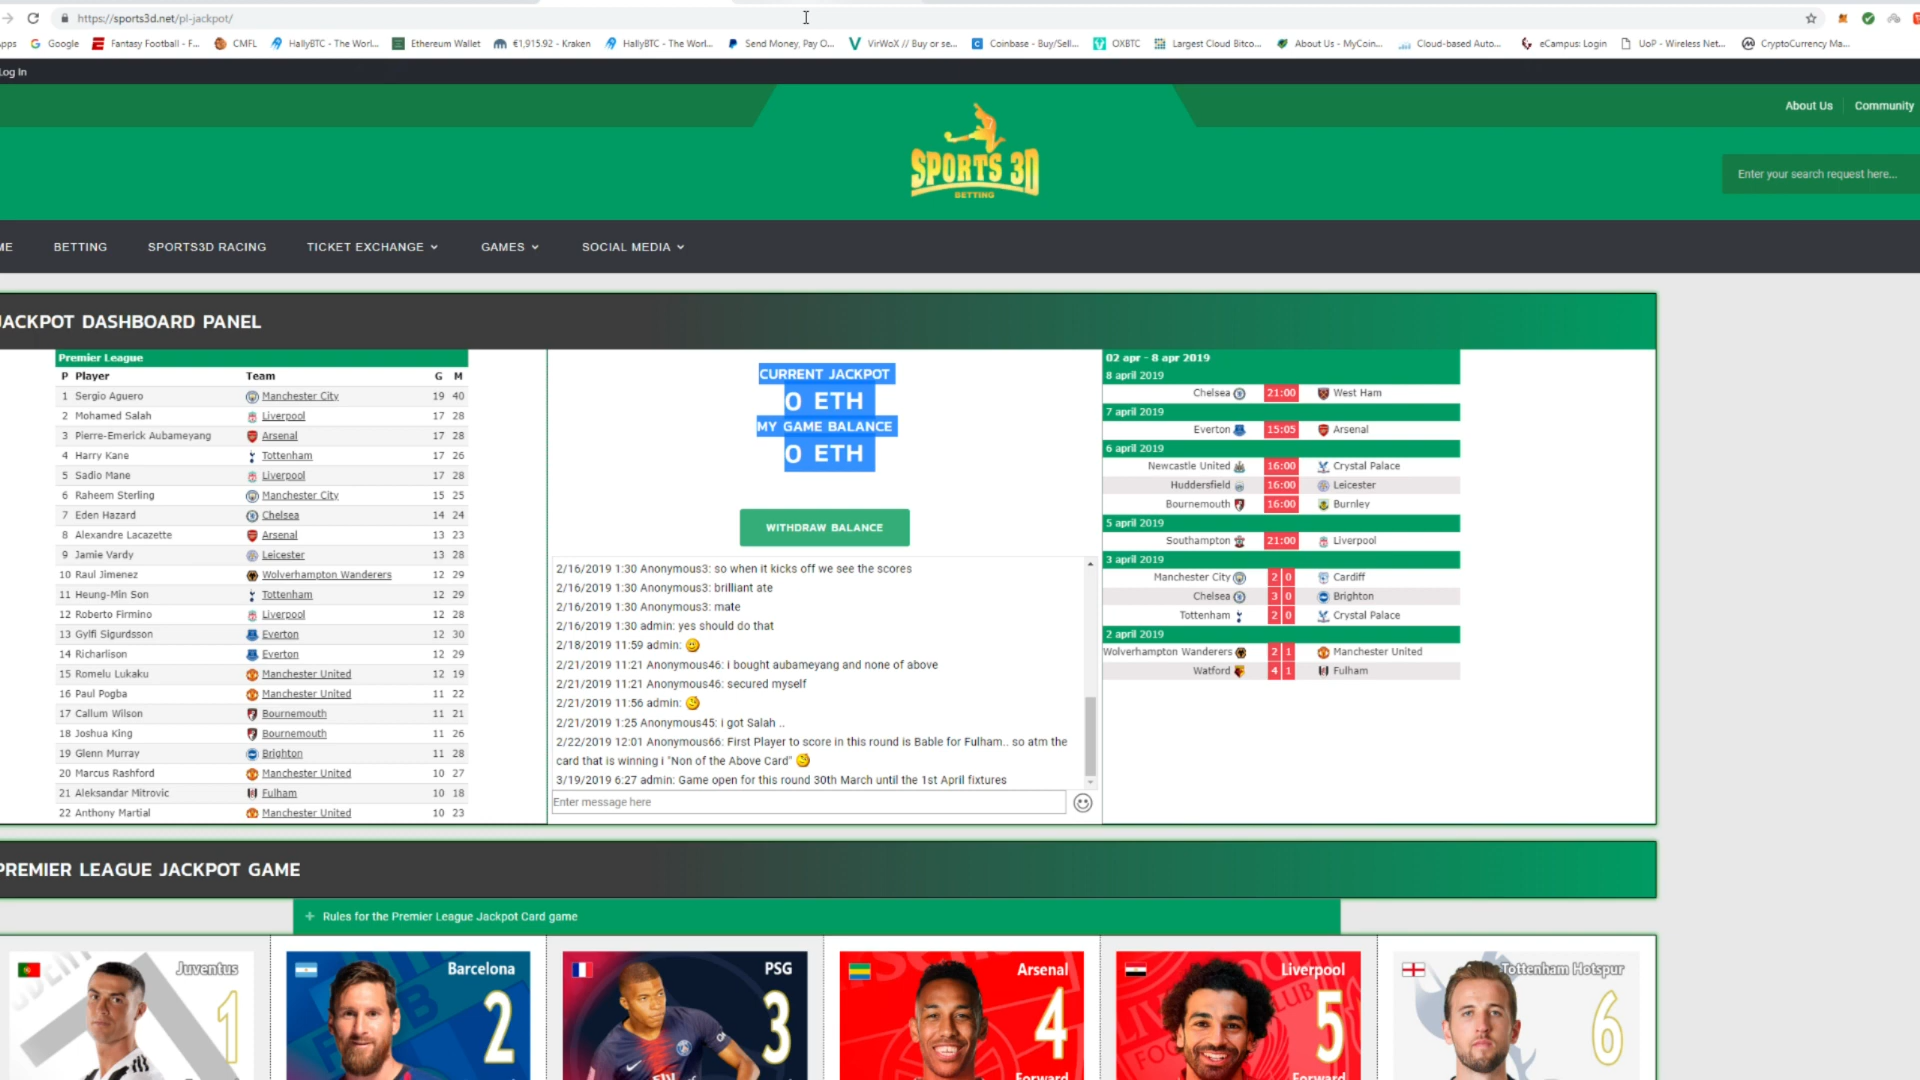 https://sports3d.net/pl-jackpot/
Google
Fantasy Football - F...
CMFL
HallyBTC - The Worl...
Ethereum Wallet
€1,915.92 - Kraken
HallyBTC - The Worl...
Send Money, Pay O...
VirWoX // Buy or se...
Coinbase - Buy/Sell...
OXBTC
Largest Cloud Bitco...
About Us - MyCoin...
Cloud-based Auto...
eCampus: Login
UoP - Wireless Net...
CryptoCurrency Ma...
Log In
About Us
Community
SPORTS 3D
BETTING
Enter your search request here...
BETTING
SPORTS3D RACING
TICKET EXCHANGE
GAMES
SOCIAL MEDIA
JACKPOT DASHBOARD PANEL
Premier League
P Player Team G M
1 Sergio Aguero Manchester City 19 40
2 Mohamed Salah Liverpool 17 28
3 Pierre-Emerick Aubameyang Arsenal 17 28
4 Harry Kane Tottenham 17 26
5 Sadio Mane Liverpool 17 28
6 Raheem Sterling Manchester City 15 25
7 Eden Hazard Chelsea 14 24
8 Alexandre Lacazette Arsenal 13 23
9 Jamie Vardy Leicester 13 28
10 Raul Jimenez Wolverhampton Wanderers 12 29
11 Heung-Min Son Tottenham 12 29
12 Roberto Firmino Liverpool 12 28
13 Gylfi Sigurdsson Everton 12 30
14 Richarlison Everton 12 29
15 Romelu Lukaku Manchester United 12 19
16 Paul Pogba Manchester United 11 22
17 Callum Wilson Bournemouth 11 21
18 Joshua King Bournemouth 11 26
19 Glenn Murray Brighton 11 28
20 Marcus Rashford Manchester United 10 27
21 Aleksandar Mitrovic Fulham 10 18
22 Anthony Martial Manchester United 10 23
CURRENT JACKPOT
0 ETH
MY GAME BALANCE
0 ETH
WITHDRAW BALANCE
2/16/2019 1:30 Anonymous3: so when it kicks off we see the scores
2/16/2019 1:30 Anonymous3: brilliant ate
2/16/2019 1:30 Anonymous3: mate
2/16/2019 1:30 admin: yes should do that
2/18/2019 11:59 admin:
2/21/2019 11:21 Anonymous46: i bought aubameyang and none of above
2/21/2019 11:21 Anonymous46: secured myself
2/21/2019 11:56 admin:
2/21/2019 1:25 Anonymous45: i got Salah ..
2/22/2019 12:01 Anonymous66: First Player to score in this round is Bable for Fulham.. so atm the
card that is winning i "Non of the Above Card"
3/19/2019 6:27 admin: Game open for this round 30th March until the 1st April fixtures
Enter message here
02 apr - 8 apr 2019
8 april 2019
Chelsea 21:00 West Ham
7 april 2019
Everton 15:05 Arsenal
6 april 2019
Newcastle United 16:00 Crystal Palace
Huddersfield 16:00 Leicester
Bournemouth 16:00 Burnley
5 april 2019
Southampton 21:00 Liverpool
3 april 2019
Manchester City 2 0 Cardiff
Chelsea 3 0 Brighton
Tottenham 2 0 Crystal Palace
2 april 2019
Wolverhampton Wanderers 2 1 Manchester United
Watford 4 1 Fulham
PREMIER LEAGUE JACKPOT GAME
+ Rules for the Premier League Jackpot Card game
Juventus
1
Barcelona
2
PSG
3
Arsenal
4
Forward
Liverpool
5
Forward
Tottenham Hotspur
6